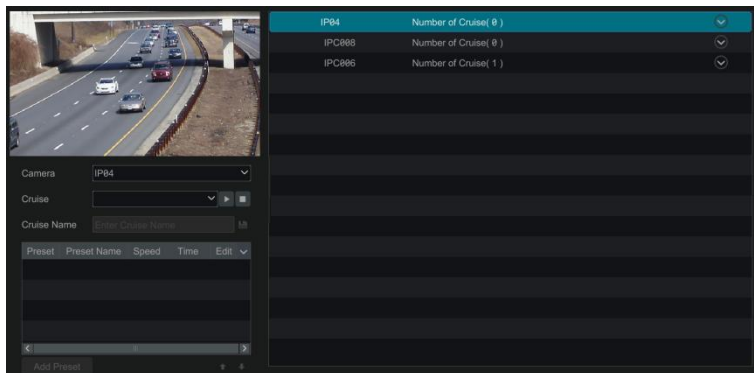 IP04 Number of Cruise( 0 )
IPC008 Number of Cruise( 0 )
IPC006 Number of Cruise( 1 )
Camera IP04
Cruise
Cruise Name Enter Cruise Name
Preset Preset Name Speed Time Edit
Add Preset